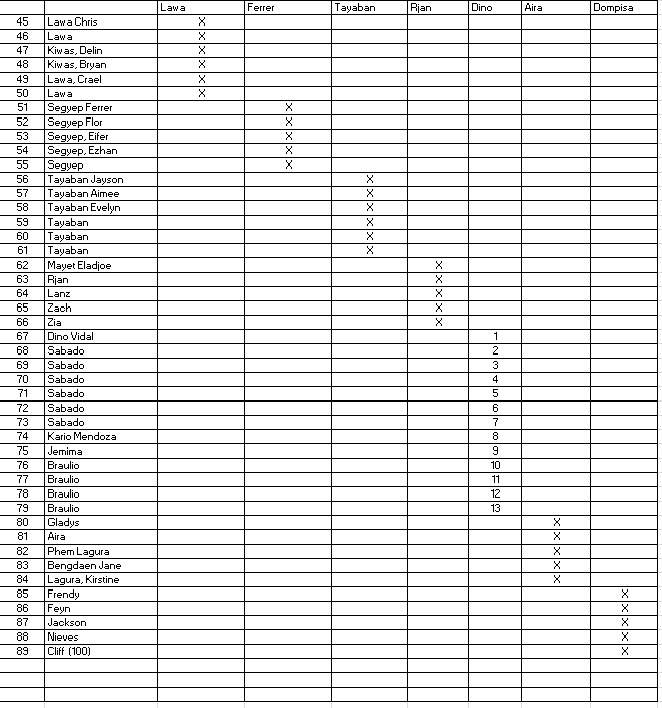 Lawa Ferrer Tayaban Rjan Dino Aira Dompisa
45 Lawa Chris X
46 Lawa X
47 Kiwas, Delin X
48 Kiwas, Bryan X
49 Lawa, Crael X
50 Lawa X
51 Segyep Ferrer X
52 Segyep Flor X
53 Segyep, Eifer X
54 Segyep, Ezhan X
55 Segyep X
56 Tayaban Jayson X
57 Tayaban Aimee X
58 Tayaban Evelyn X
59 Tayaban X
60 Tayaban X
61 Tayaban X
62 Mayet Eladjoe X
63 Rjan X
64 Lanz X
65 Zach X
66 Zia X
67 Dino Vidal 1
68 Sabado 2
69 Sabado 3
70 Sabado 4
71 Sabado 5
72 Sabado 6
73 Sabado 7
74 Kario Mendoza 8
75 Jemima 9
76 Braulio 10
77 Braulio 11
78 Braulio 12
79 Braulio 13
80 Gladys X
81 Aira X
82 Phem Lagura X
83 Bengdaen Jane X
84 Lagura, Kirstine X
85 Frendy X
86 Feyn X
87 Jackson X
88 Nieves X
89 Cliff (100) X